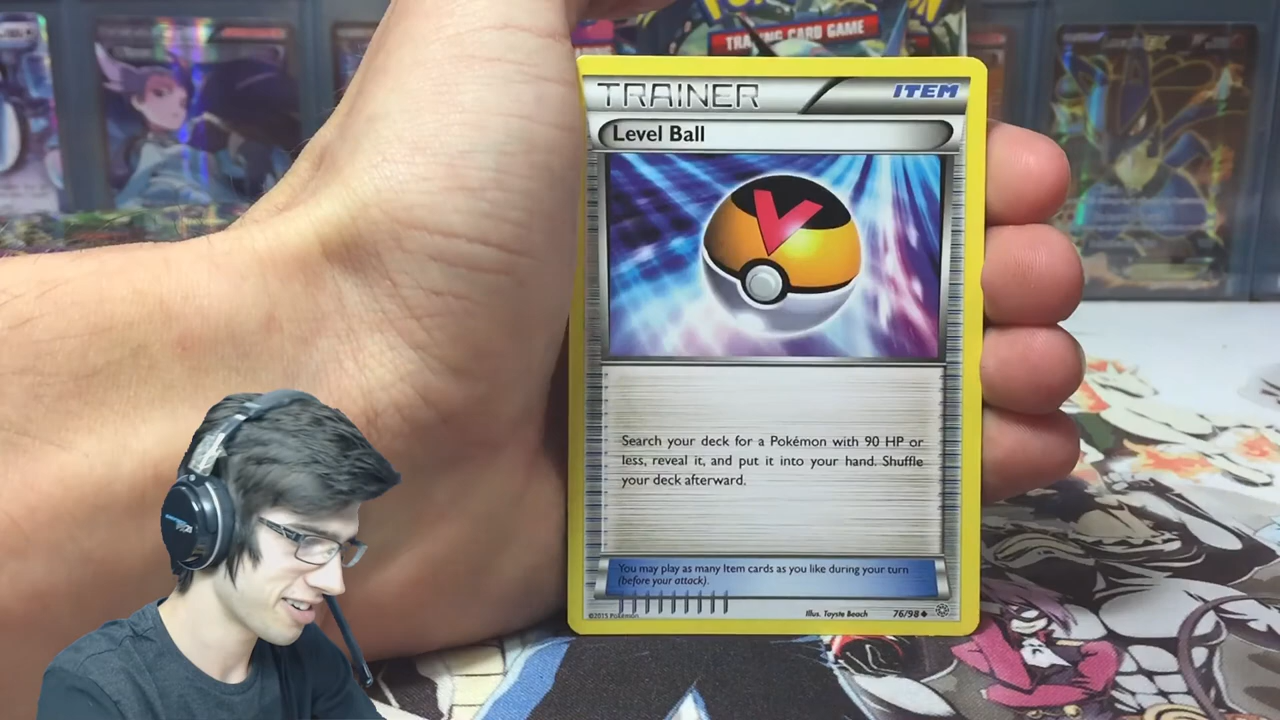 TRADING CARD GAME
TRAINER
ITEM
Level Ball
Search your deck for a Pokémon with 90 HP or
less, reveal it, and put it into your hand. Shuffle
your deck afterward.
You may play as many Item cards as you like during your turn
(before your attack).
©2015 Pokémon
Illus. Toyste Beach
76/98